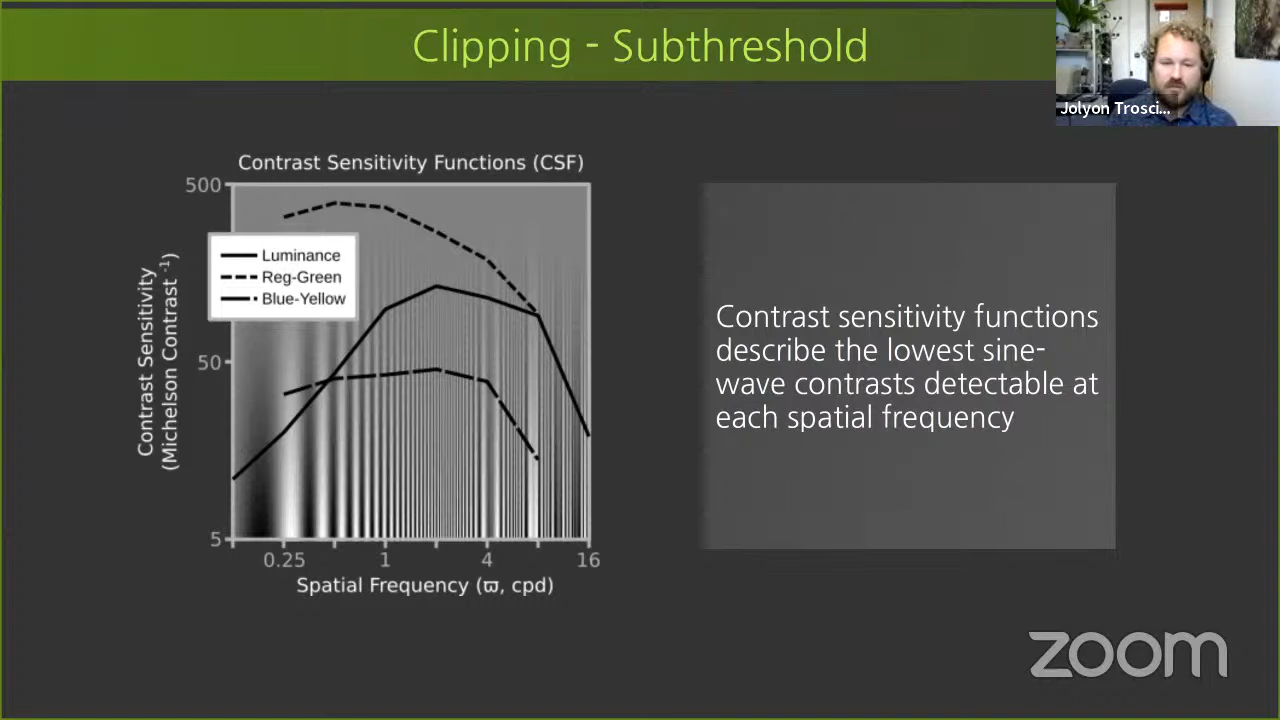 Clipping - Subthreshold
Jolyon Trosci...
Contrast Sensitivity Functions (CSF)
500
50
5
Contrast Sensitivity
(Michelson Contrast ⁻¹)
Luminance
Reg-Green
Blue-Yellow
0.25
1
4
16
Spatial Frequency (ϖ, cpd)
Contrast sensitivity functions
describe the lowest sine-
wave contrasts detectable at
each spatial frequency
zoom